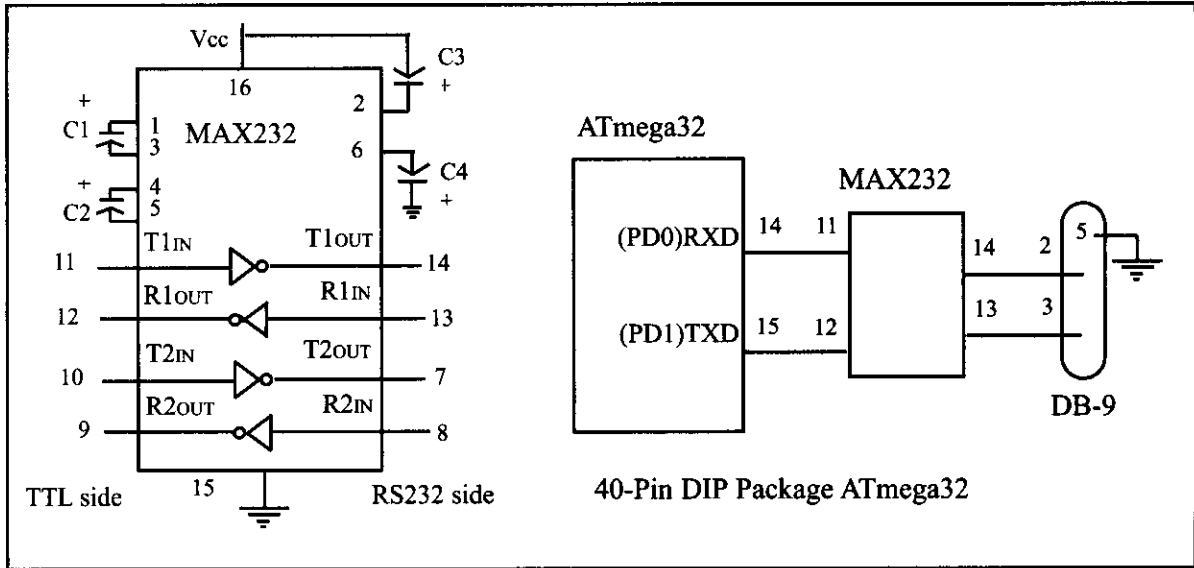 Vcc
C3
+
16
2
MAX232
+
C1
1
3
6
C4
+
+
C2
4
5
T1IN
T1OUT
11
14
R1OUT
R1IN
12
13
T2IN
T2OUT
10
7
R2OUT
R2IN
9
8
TTL side
15
RS232 side
ATmega32
MAX232
(PD0)RXD
14
11
14
2
5
(PD1)TXD
15
12
13
3
DB-9
40-Pin DIP Package ATmega32